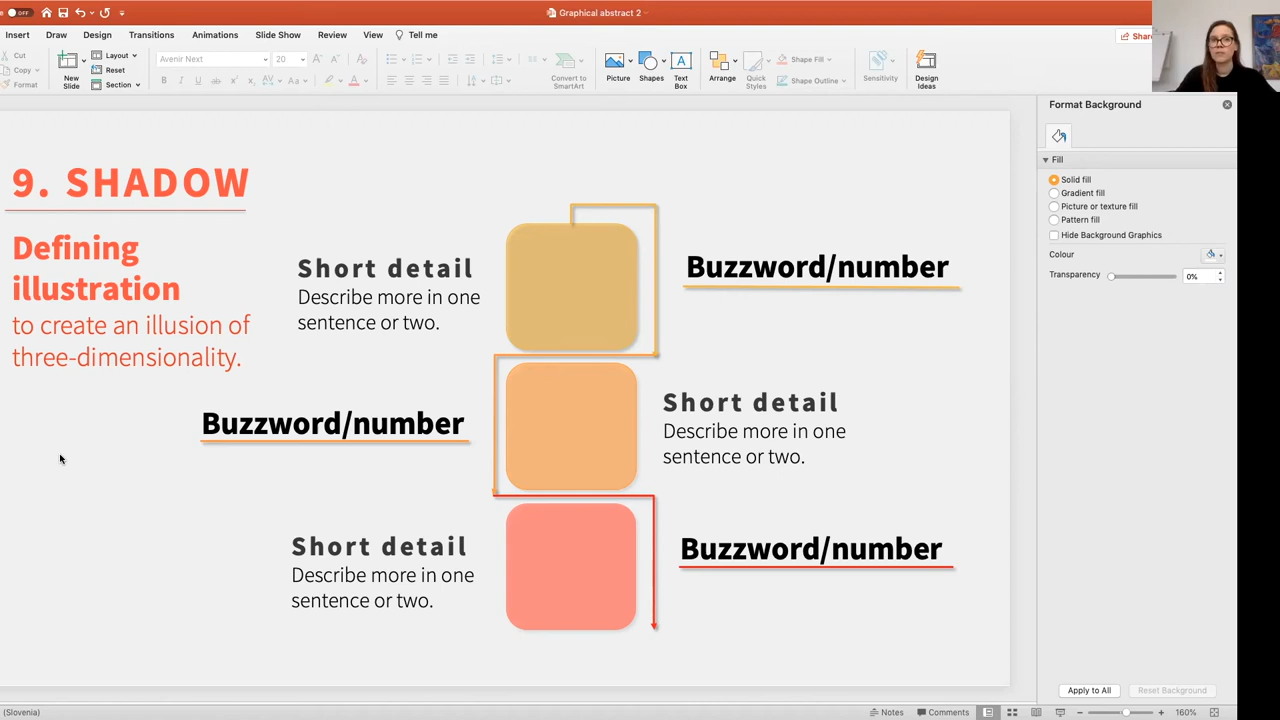 OFF
Graphical abstract 2
Insert Draw Design Transitions Animations Slide Show Review View Tell me
Cut
Copy
Format
New
Slide
Layout
Reset
Section
Avenir Next
20
Convert to
SmartArt
Picture
Shapes
Text
Box
Arrange
Quick
Styles
Shape Fill
Shape Outline
Sensitivity
Design
Ideas
9. SHADOW
Defining
illustration
to create an illusion of
three-dimensionality.
Short detail
Describe more in one
sentence or two.
Buzzword/number
Buzzword/number
Short detail
Describe more in one
sentence or two.
Short detail
Describe more in one
sentence or two.
Buzzword/number
Format Background
Fill
Solid fill
Gradient fill
Picture or texture fill
Pattern fill
Hide Background Graphics
Colour
Transparency 0%
Apply to All Reset Background
(Slovenia) Notes Comments 160%